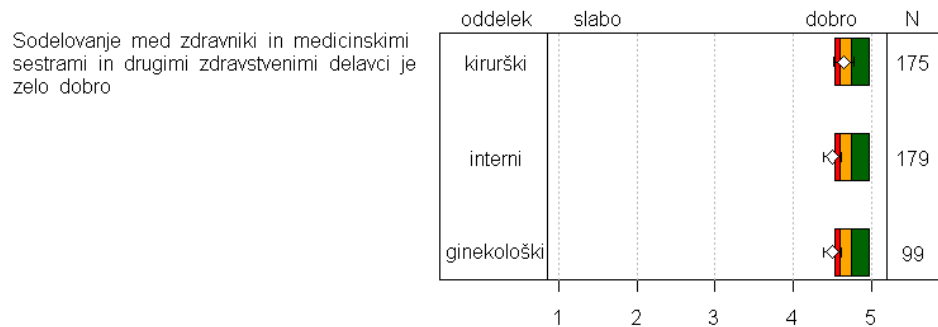 oddelek slabo dobro N
Sodelovanje med zdravniki in medicinskimi
sestrami in drugimi zdravstvenimi delavci je
zelo dobro
kirurški 175
interni 179
ginekološki 99
1 2 3 4 5